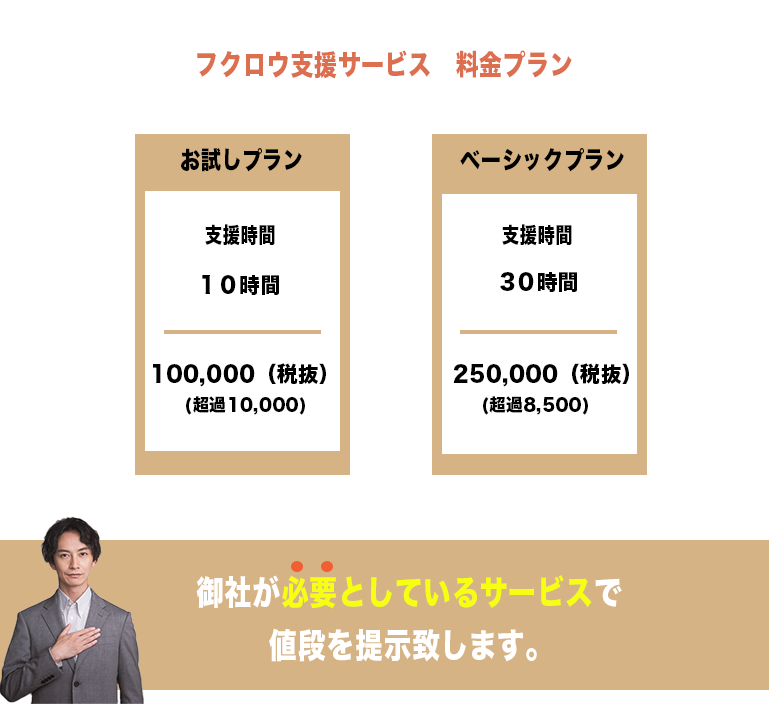 フクロウ支援サービス　料金プラン
お試しプラン
支援時間
１０時間
100,000（税抜）
(超過10,000)
ベーシックプラン
支援時間
３０時間
250,000（税抜）
(超過8,500)
御社が必要としているサービスで
値段を提示致します。